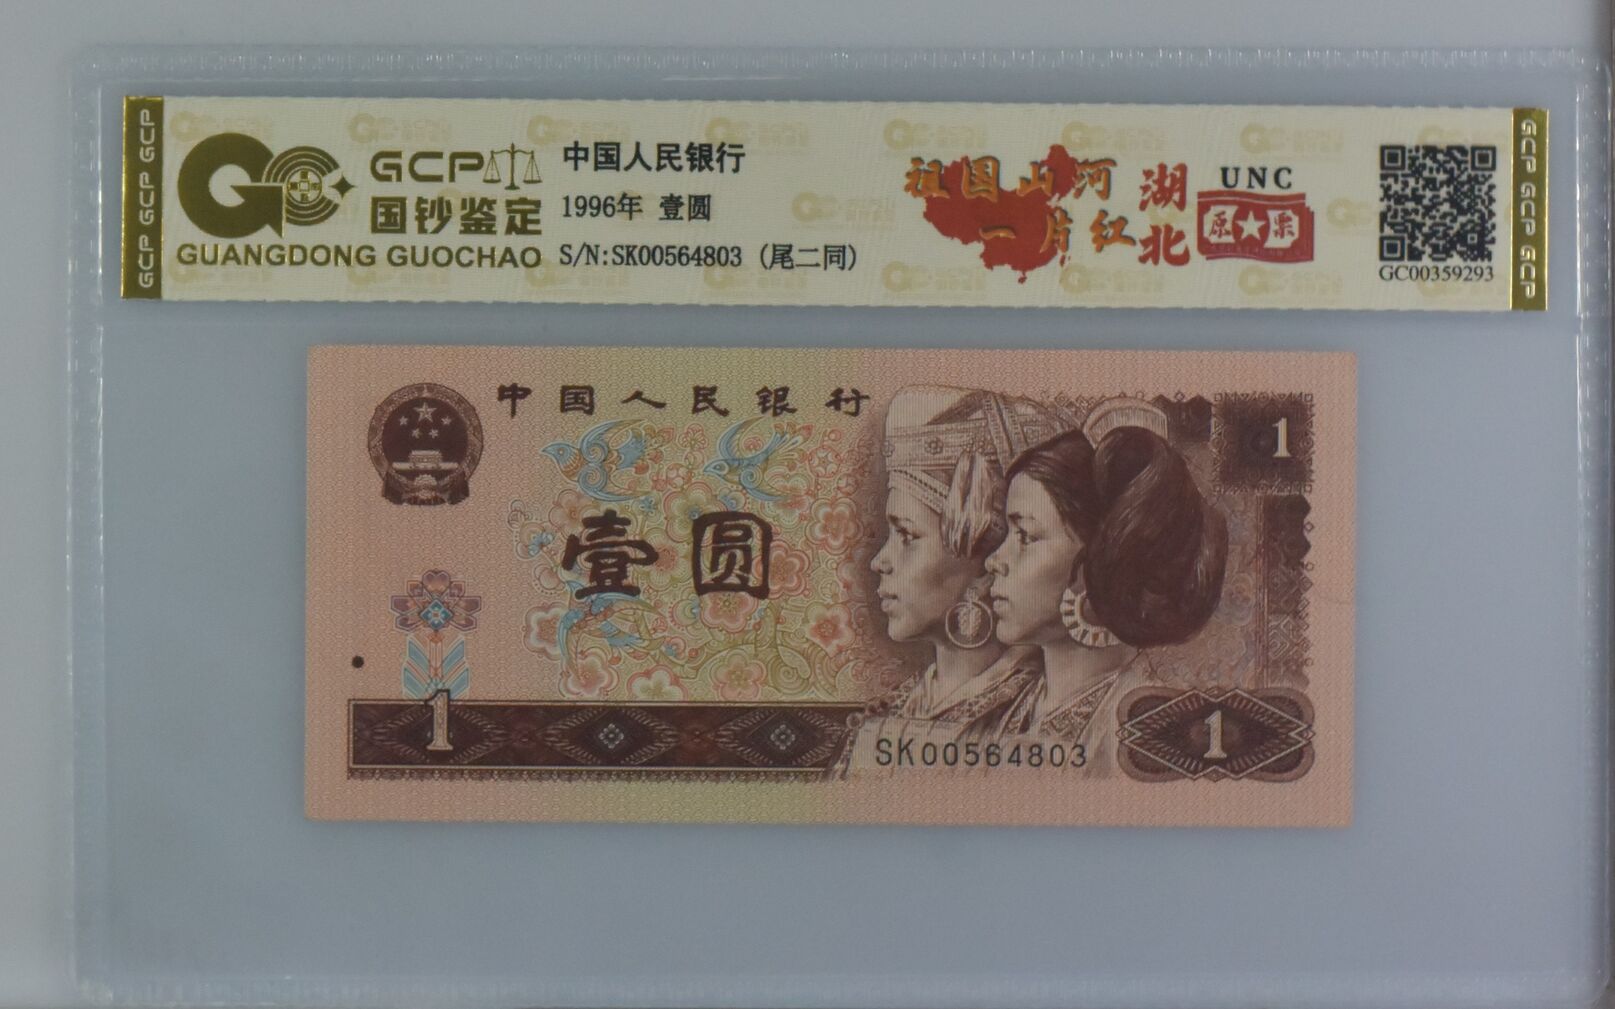 GCP GCP GCP
GCP
国钞鉴定
GUANGDONG GUOCHAO
中国人民银行
1996年 壹圆
S/N:SK00564803 (尾二同)
祖国山河
一片红
湖北
UNC
原★票
GC00359293
GCP GCP GCP
中国人民银行
1
壹圆
1
SK00564803
1